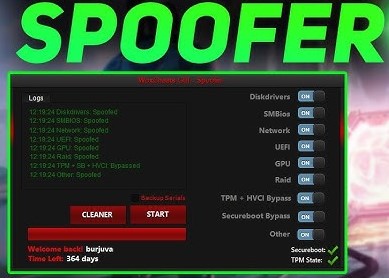 SPOOFER
Logs
12:19:24 Diskdrivers: Spoofed
12:19:24 SMBIOS: Spoofed
12:19:24 Network: Spoofed
12:19:24 UEFI: Spoofed
12:19:24 GPU: Spoofed
12:19:24 Raid: Spoofed
12:19:24 TPM + SB + HVCI: Bypassed
12:19:24 Other: Spoofed
Backup Serials
CLEANER
START
Welcome back! burjuva
Time Left: 364 days
Diskdrivers ON
SMBios ON
Network ON
UEFI ON
GPU ON
Raid ON
TPM + HVCI Bypass ON
Secureboot Bypass ON
Other ON
Secureboot:
TPM State: